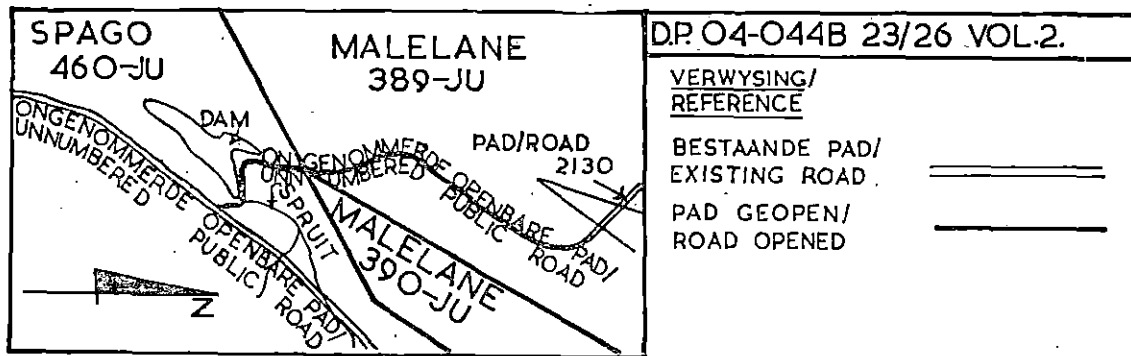 SPAGO
460-JU
MALELANE
389-JU
DAM
ONGENOMMERDE OPENBARE PAD/
UNNUMBERED PUBLIC ROAD
ONGENOMMERDE OPENBARE PAD/
UNNUMBERED PUBLIC ROAD
PAD/ROAD
2130
SPRUIT
MALELANE
390-JU
N
D.P. 04-044B 23/26 VOL.2.
VERWYSING/
REFERENCE
BESTAANDE PAD/
EXISTING ROAD
PAD GEOPEN/
ROAD OPENED